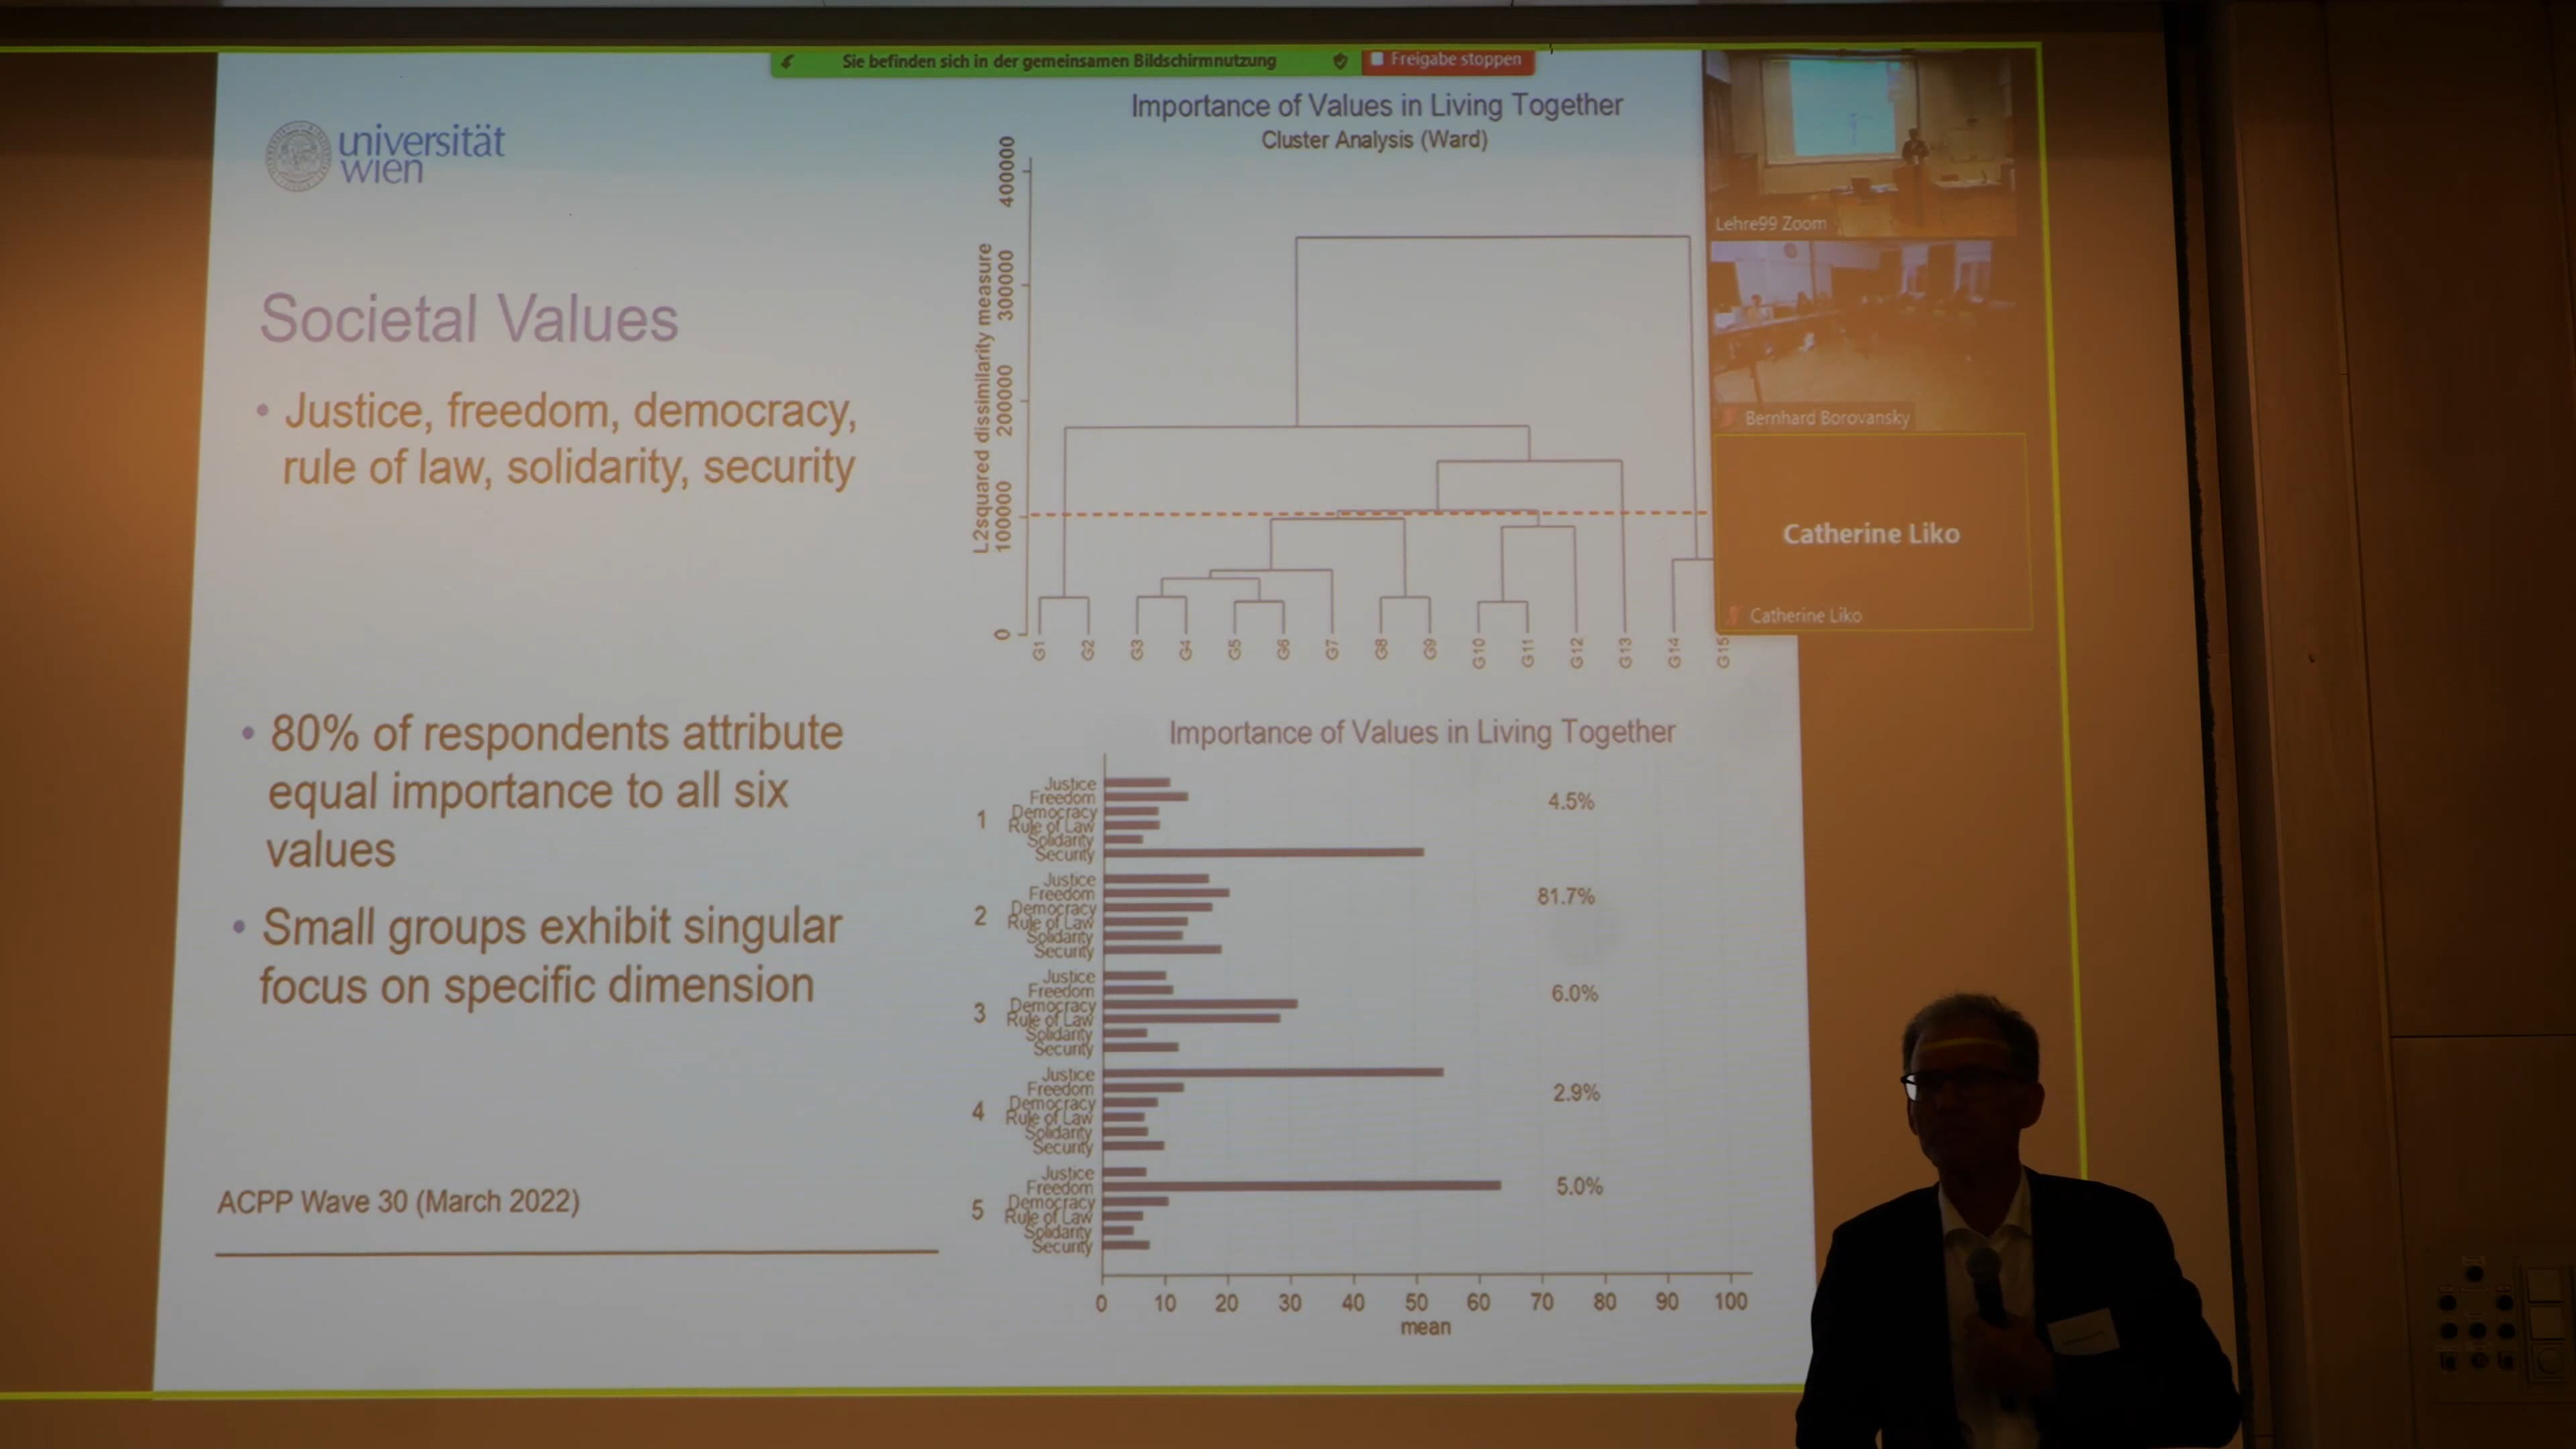 Sie befinden sich in der gemeinsamen Bildschirmnutzung
Freigabe stoppen
universität
wien
Societal Values
• Justice, freedom, democracy,
rule of law, solidarity, security
• 80% of respondents attribute
equal importance to all six
values
• Small groups exhibit singular
focus on specific dimension
ACPP Wave 30 (March 2022)
Importance of Values in Living Together
Cluster Analysis (Ward)
L2squared dissimilarity measure
400000
300000
200000
100000
0
G1 G2 G3 G4 G5 G6 G7 G8 G9 G10 G11 G12 G13 G14 G15
Lehre99 Zoom
Bernhard Borovansky
Catherine Liko
Catherine Liko
Importance of Values in Living Together
1
Justice
Freedom
Democracy
Rule of Law
Solidarity
Security
4.5%
2
Justice
Freedom
Democracy
Rule of Law
Solidarity
Security
81.7%
3
Justice
Freedom
Democracy
Rule of Law
Solidarity
Security
6.0%
4
Justice
Freedom
Democracy
Rule of Law
Solidarity
Security
2.9%
5
Justice
Freedom
Democracy
Rule of Law
Solidarity
Security
5.0%
0 10 20 30 40 50 60 70 80 90 100
mean